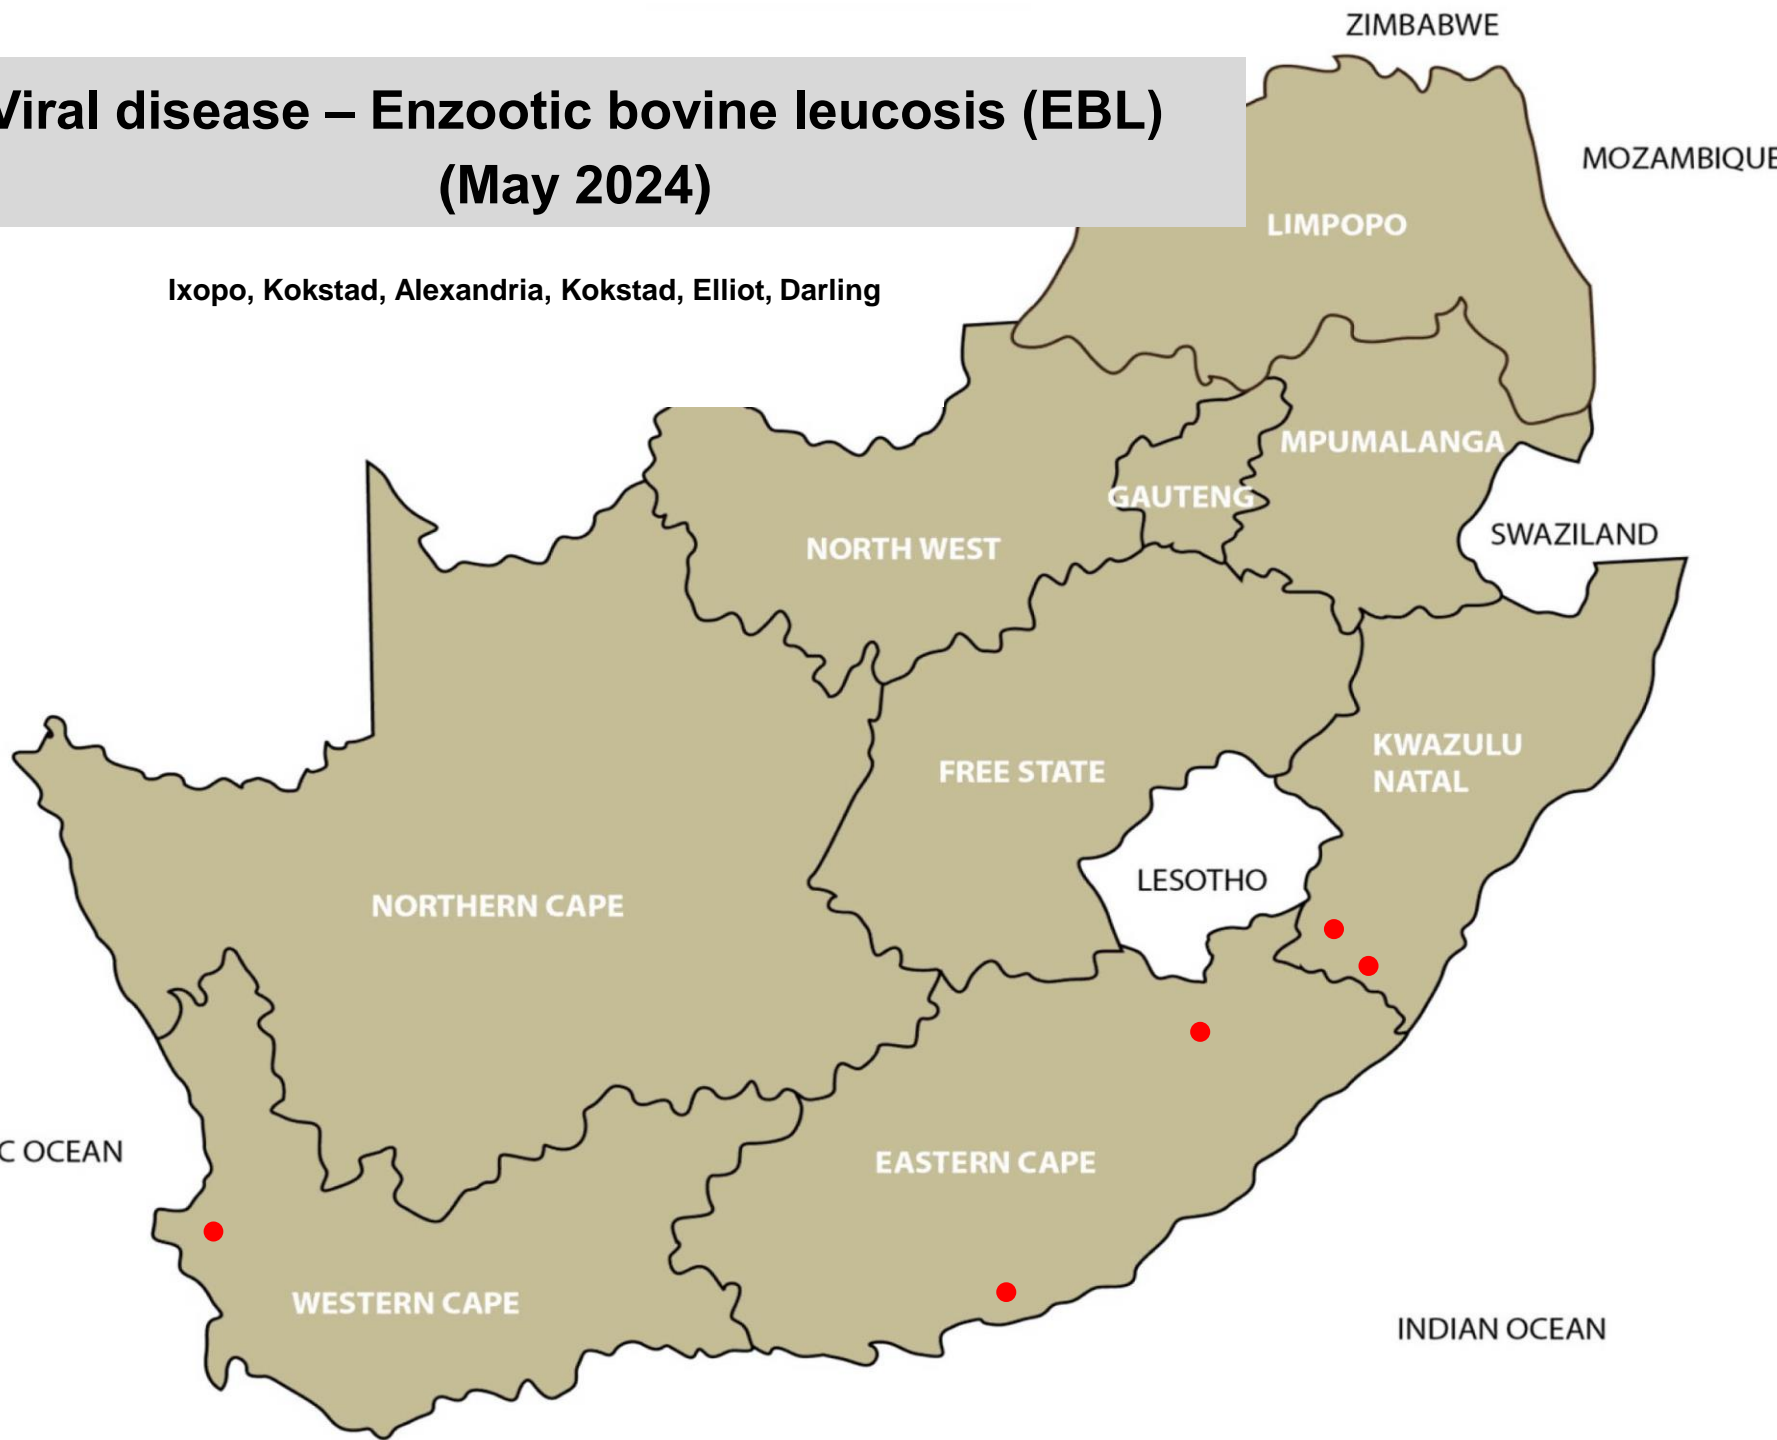 ZIMBABWE
Viral disease – Enzootic bovine leucosis (EBL)
(May 2024)
MOZAMBIQUE
LIMPOPO
Ixopo, Kokstad, Alexandria, Kokstad, Elliot, Darling
MPUMALANGA
GAUTENG
SWAZILAND
NORTH WEST
KWAZULU
NATAL
FREE STATE
LESOTHO
NORTHERN CAPE
C OCEAN
EASTERN CAPE
WESTERN CAPE
INDIAN OCEAN